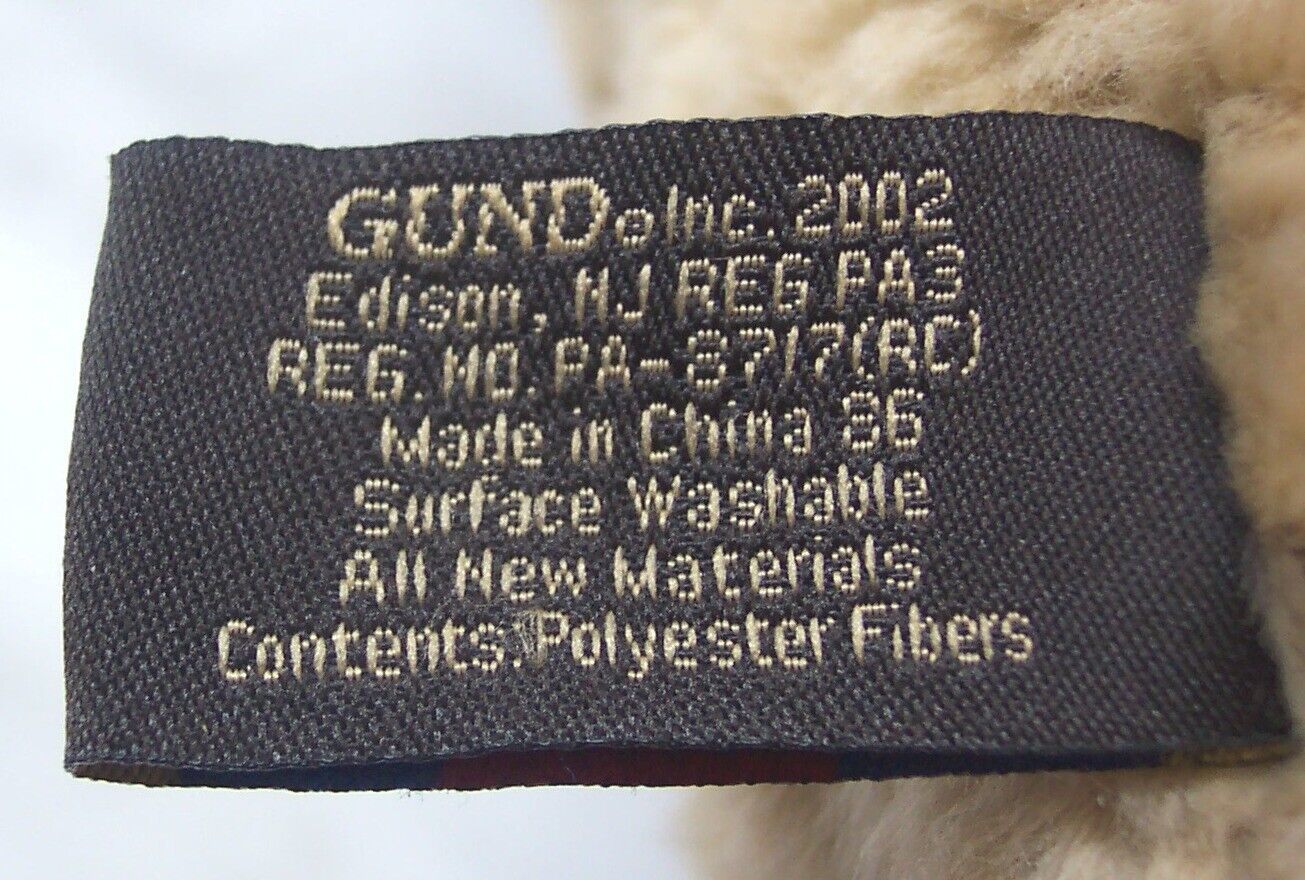 GUND® Inc. 2002
Edison, NJ REG PA3
REG. NO. PA-8717(RC)
Made in China 86
Surface Washable
All New Materials
Contents: Polyester Fibers